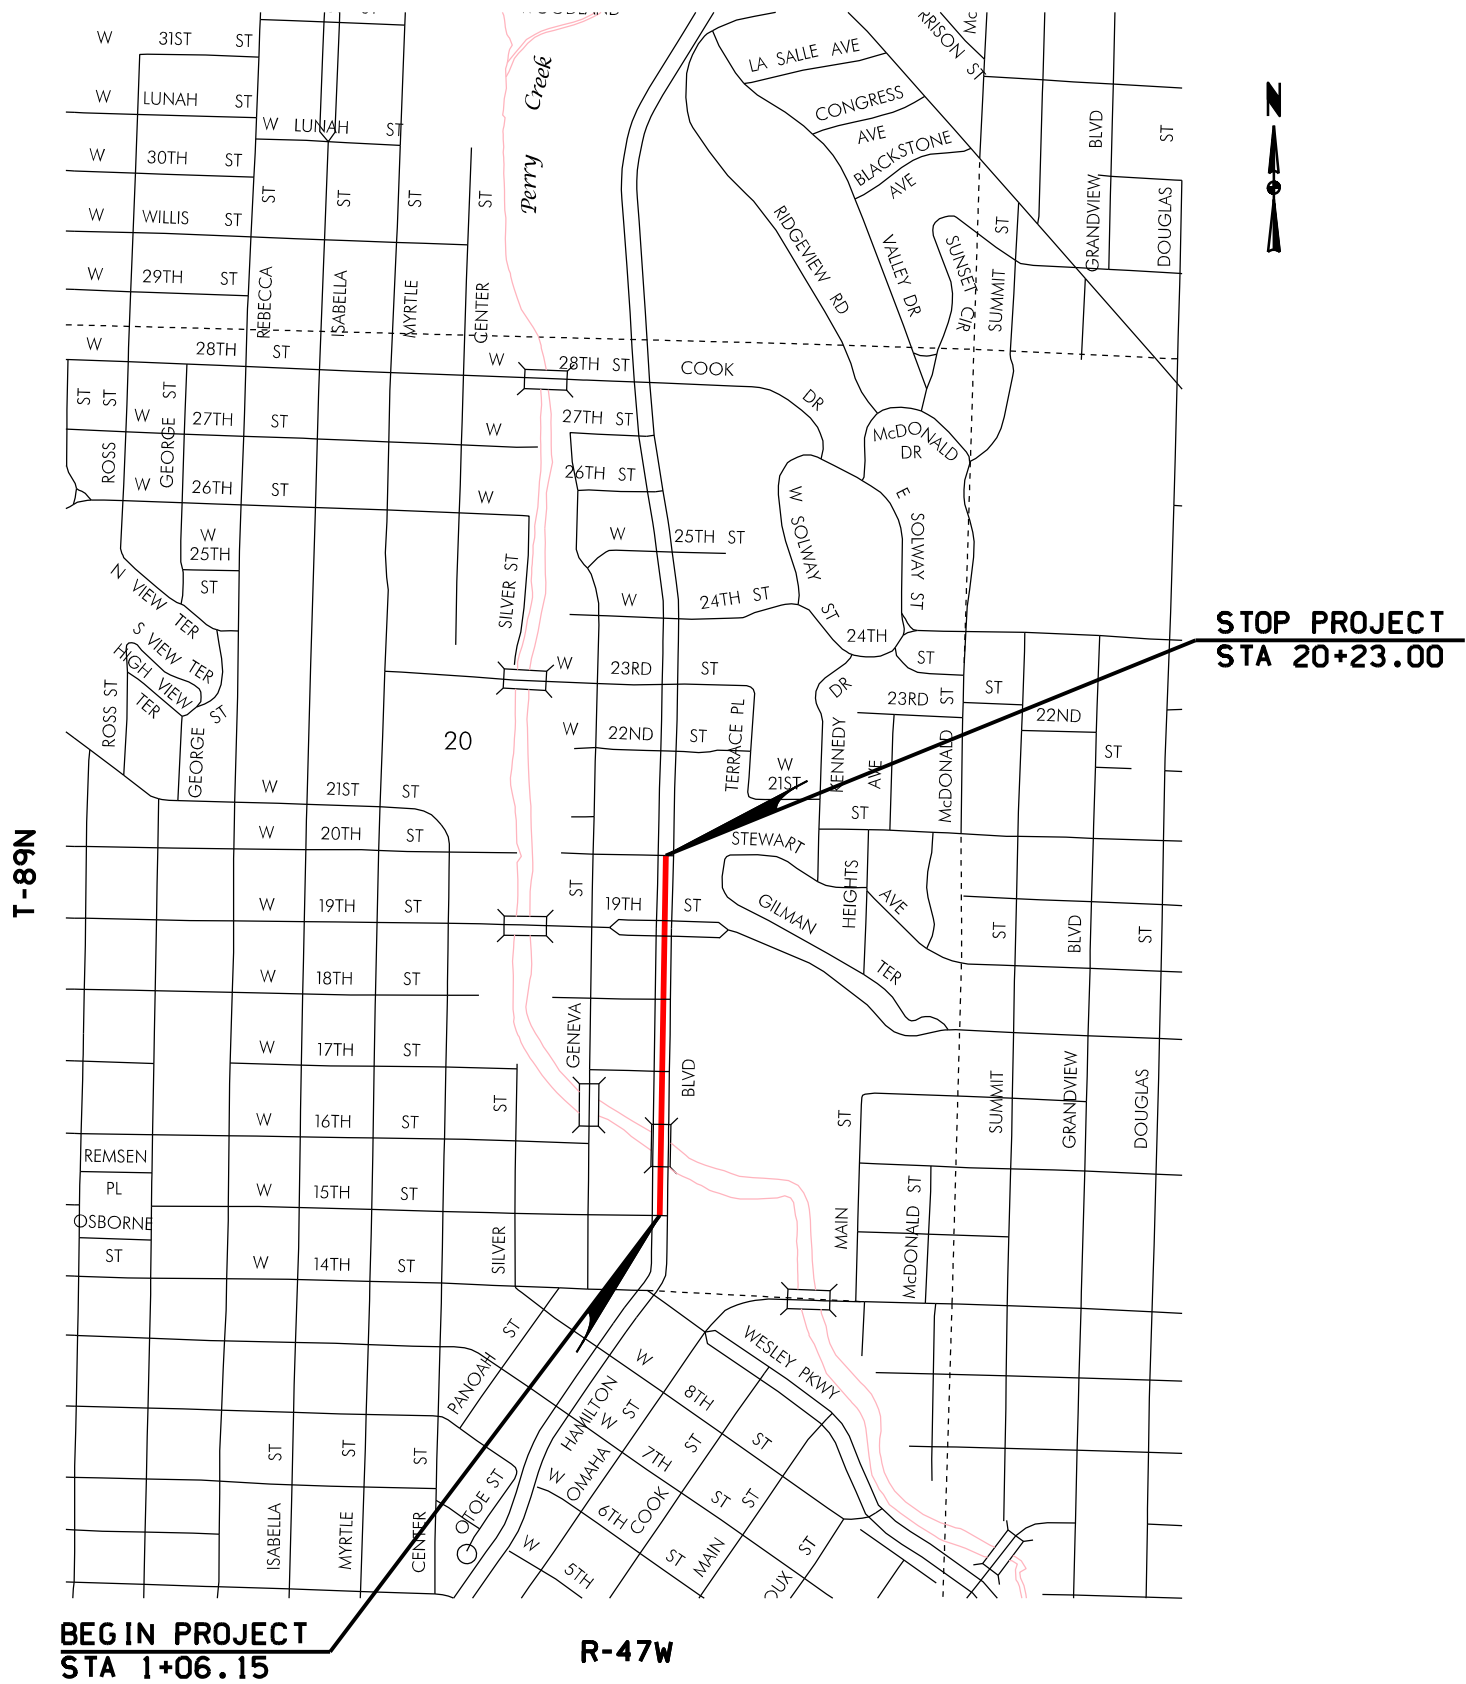 W 31ST ST
W LUNAH ST
W LUNAH ST
W 30TH ST
W WILLIS ST
W 29TH ST
REBECCA ST
ISABELLA ST
MYRTLE ST
CENTER ST
Perry Creek
LA SALLE AVE
CONGRESS AVE
BLACKSTONE AVE
RIDGEVIEW RD
VALLEY DR
SUNSET CIR
SUMMIT ST
GRANDVIEW BLVD
DOUGLAS ST
N
W 28TH ST
W 28TH ST
COOK DR
ST
ROSS ST
GEORGE ST
W 27TH ST
W 27TH ST
McDONALD DR
W 26TH ST
W 26TH ST
W 25TH ST
W 25TH ST
W SOLWAY ST
E SOLWAY ST
N VIEW TER
S VIEW TER
HIGH VIEW TER
SILVER ST
W 24TH ST
24TH ST
STOP PROJECT
STA 20+23.00
ROSS ST
GEORGE ST
W 23RD ST
23RD ST
20
W 22ND ST
22ND ST
TERRACE PL
KENNEDY DR
McDONALD ST
W 21ST ST
W 21ST ST
W 20TH ST
STEWART AVE
HEIGHTS AVE
GILMAN TER
T-89N
W 19TH ST
19TH ST
W 18TH ST
W 17TH ST
GENEVA ST
BLVD
SUMMIT ST
GRANDVIEW BLVD
DOUGLAS ST
W 16TH ST
SILVER ST
MAIN ST
McDONALD ST
REMSEN PL
W 15TH ST
OSBORNE ST
W 14TH ST
PANOAH ST
WESLEY PKWY
HAMILTON
W 8TH ST
W 7TH ST
W 6TH ST
W 5TH ST
OMAHA ST
COOK ST
MAIN ST
ST
OTOE ST
ISABELLA ST
MYRTLE ST
CENTER ST
BEGIN PROJECT
STA 1+06.15
R-47W